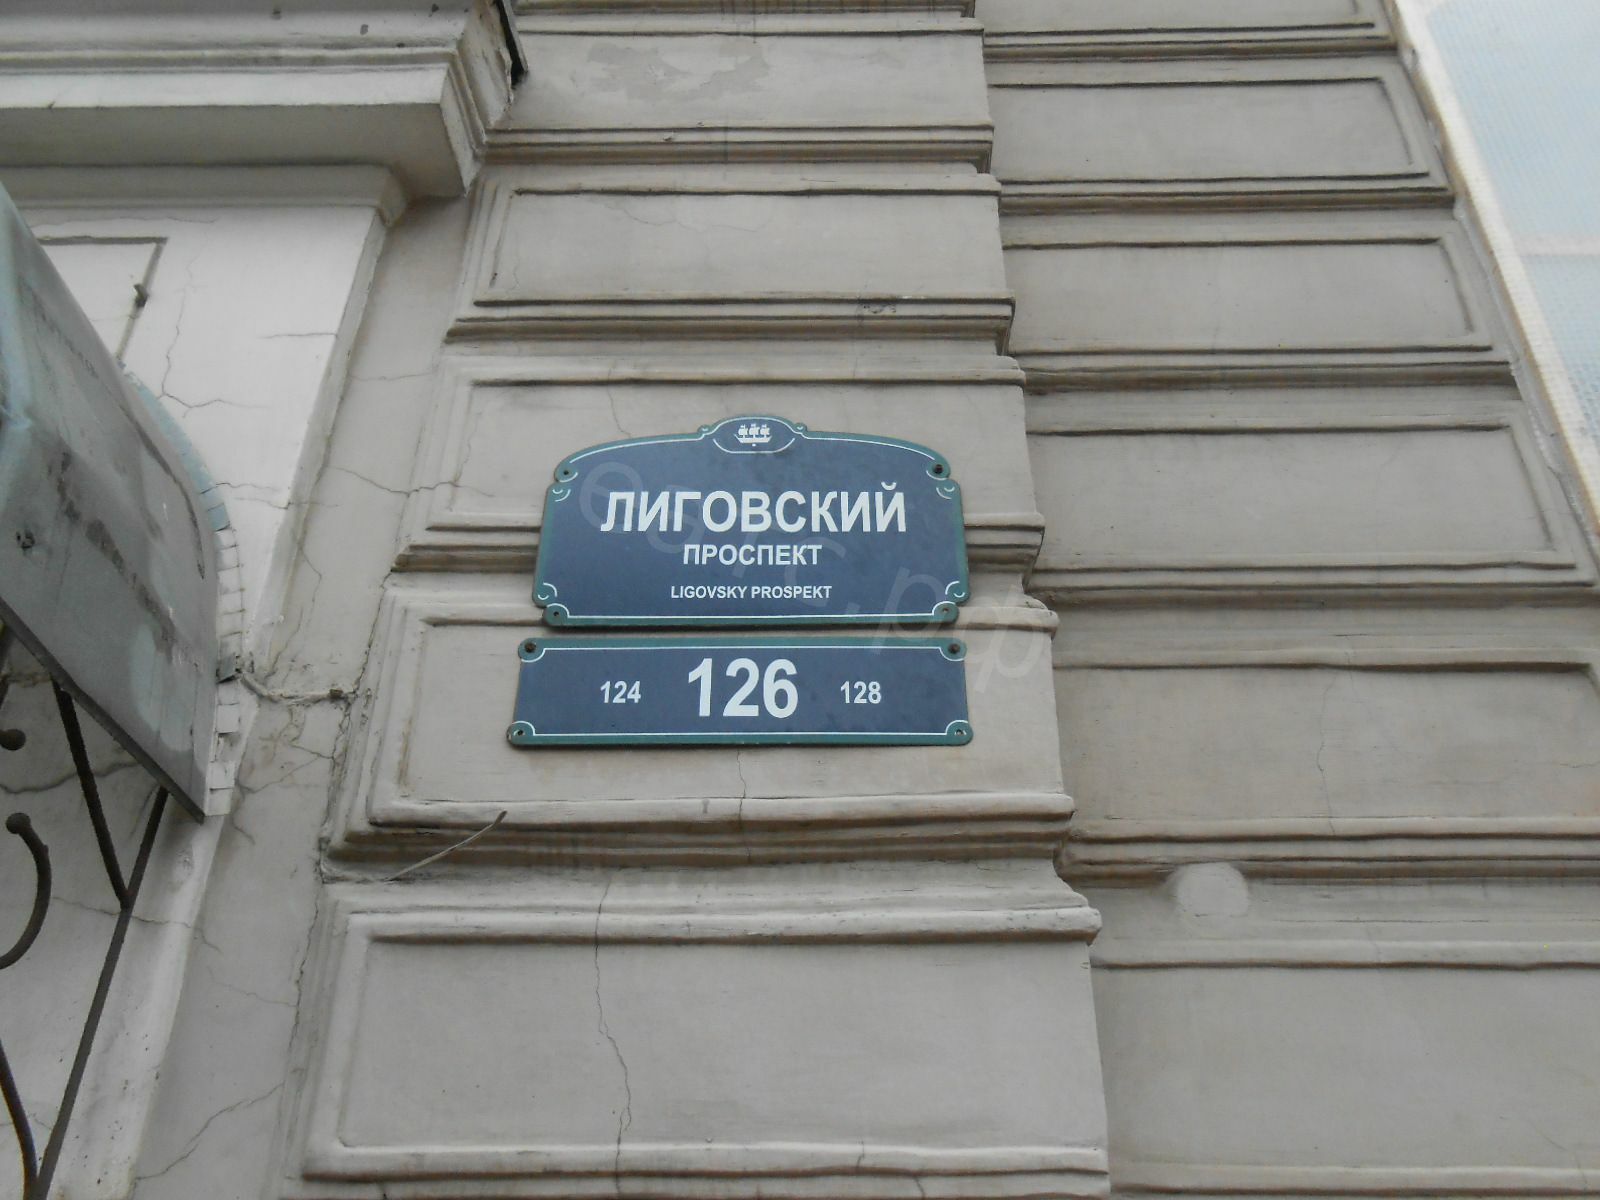 ЛИГОВСКИЙ
ПРОСПЕКТ
LIGOVSKY PROSPEKT
124 126 128